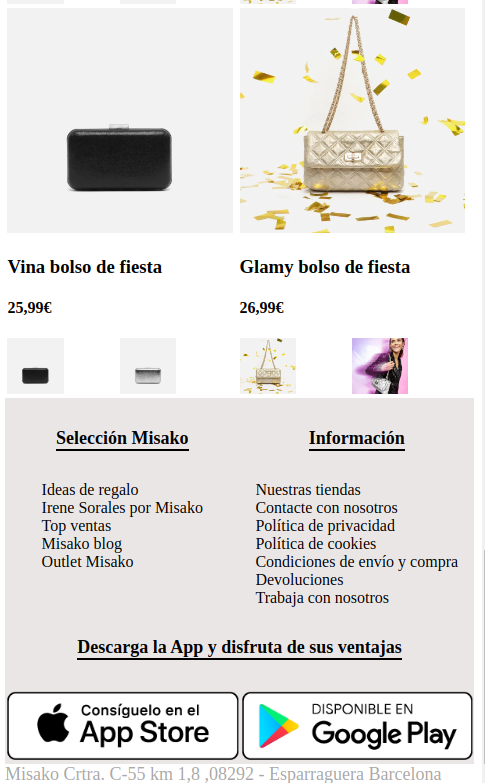 Vina bolso de fiesta
Glamy bolso de fiesta
25,99€
26,99€
Selección Misako
Ideas de regalo
Irene Sorales por Misako
Top ventas
Misako blog
Outlet Misako
Información
Nuestras tiendas
Contacte con nosotros
Política de privacidad
Política de cookies
Condiciones de envío y compra
Devoluciones
Trabaja con nosotros
Descarga la App y disfruta de sus ventajas
Consíguelo en el
App Store
DISPONIBLE EN
Google Play
Misako Crtra. C-55 km 1,8 ,08292 - Esparraguera Barcelona